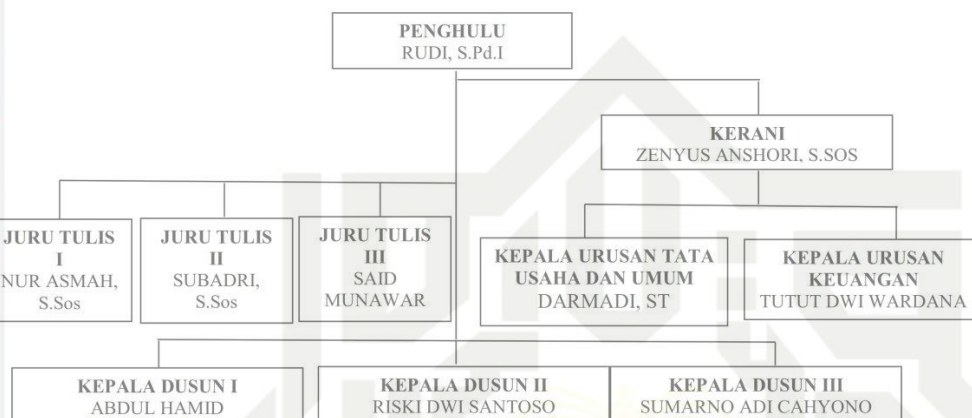 PENGHULU
RUDI, S.Pd.I
KERANI
ZENYUS ANSHORI, S.SOS
JURU TULIS
I
NUR ASMAH,
S.Sos
JURU TULIS
II
SUBADRI,
S.Sos
JURU TULIS
III
SAID
MUNAWAR
KEPALA URUSAN TATA
USAHA DAN UMUM
DARMADI, ST
KEPALA URUSAN
KEUANGAN
TUTUT DWI WARDANA
KEPALA DUSUN I
ABDUL HAMID
KEPALA DUSUN II
RISKI DWI SANTOSO
KEPALA DUSUN III
SUMARNO ADI CAHYONO